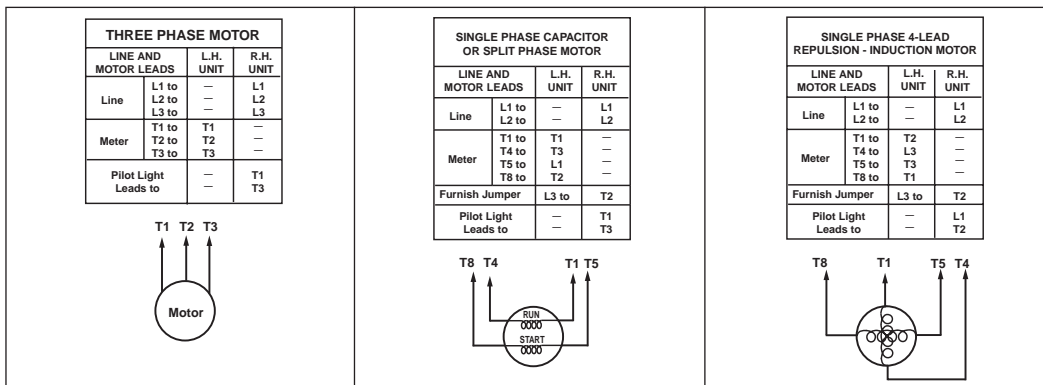 THREE PHASE MOTOR
LINE AND MOTOR LEADS L.H. UNIT R.H. UNIT
Line L1 to — L1
L2 to — L2
L3 to — L3
Meter T1 to T1 —
T2 to T2 —
T3 to T3 —
Pilot Light Leads to — T1
— T3
T1 T2 T3
Motor
SINGLE PHASE CAPACITOR
OR SPLIT PHASE MOTOR
LINE AND MOTOR LEADS L.H. UNIT R.H. UNIT
Line L1 to — L1
L2 to — L2
Meter T1 to T1 —
T4 to T3 —
T5 to L1 —
T8 to T2 —
Furnish Jumper L3 to T2
Pilot Light Leads to — T1
— T3
T8 T4 T1 T5
RUN
START
SINGLE PHASE 4-LEAD
REPULSION - INDUCTION MOTOR
LINE AND MOTOR LEADS L.H. UNIT R.H. UNIT
Line L1 to — L1
L2 to — L2
Meter T1 to T2 —
T4 to L3 —
T5 to T3 —
T8 to T1 —
Furnish Jumper L3 to T2
Pilot Light Leads to — L1
— T2
T8 T1 T5 T4